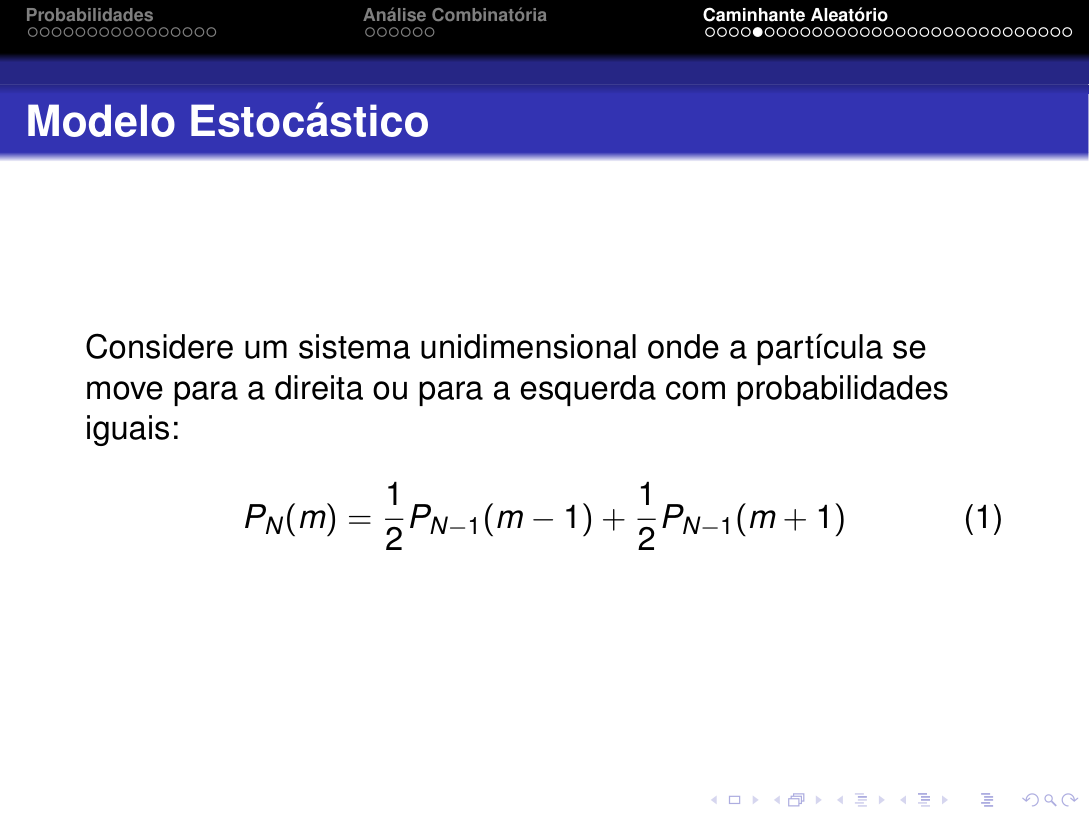 Probabilidades Análise Combinatória Caminhante Aleatório
Modelo Estocástico
Considere um sistema unidimensional onde a partícula se
move para a direita ou para a esquerda com probabilidades
iguais:
P_N(m) = \frac{1}{2}P_{N−1}(m − 1) + \frac{1}{2}P_{N−1}(m + 1) (1)